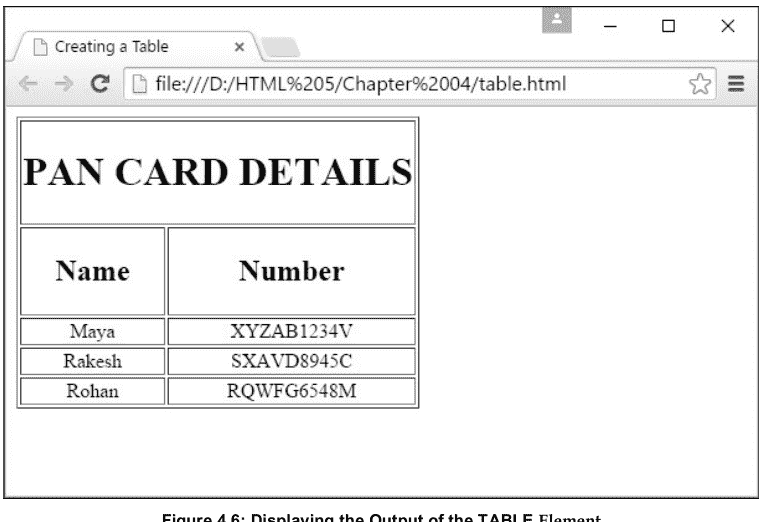 Creating a Table
file:///D:/HTML%205/Chapter%2004/table.html
PAN CARD DETAILS
Name Number
Maya XYZAB1234V
Rakesh SXAVD8945C
Rohan RQWFG6548M
Figure 4.6: Displaying the Output of the TABLE Element